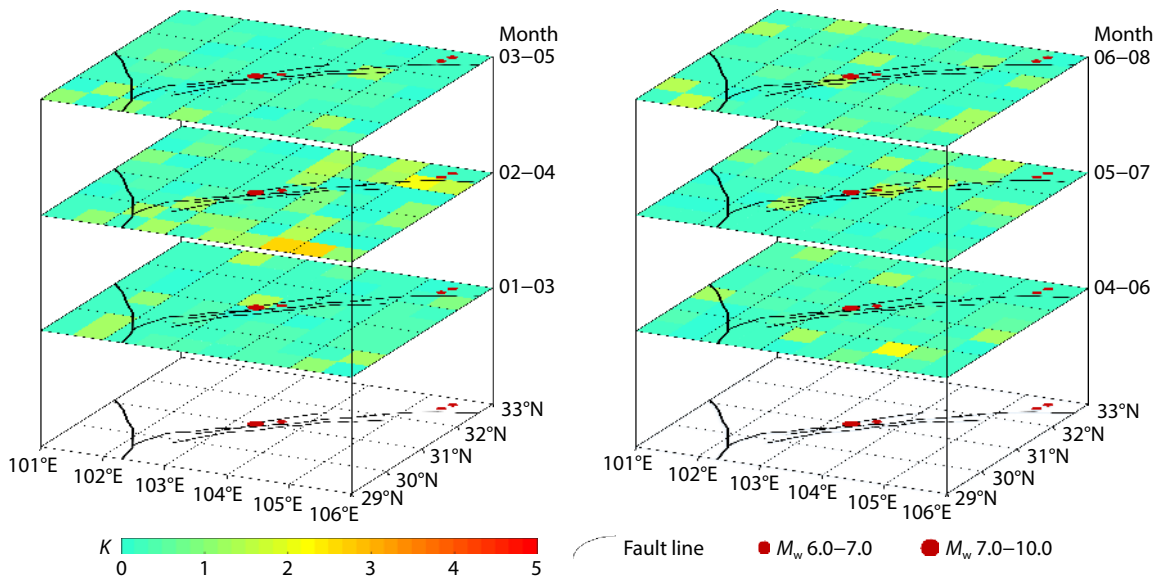 Month
03–05
02–04
01–03
33°N
32°N
31°N
30°N
29°N
101°E
102°E
103°E
104°E
105°E
106°E
Month
06–08
05–07
04–06
33°N
32°N
31°N
30°N
29°N
101°E
102°E
103°E
104°E
105°E
106°E
K
0 1 2 3 4 5
Fault line
Mw 6.0–7.0
Mw 7.0–10.0